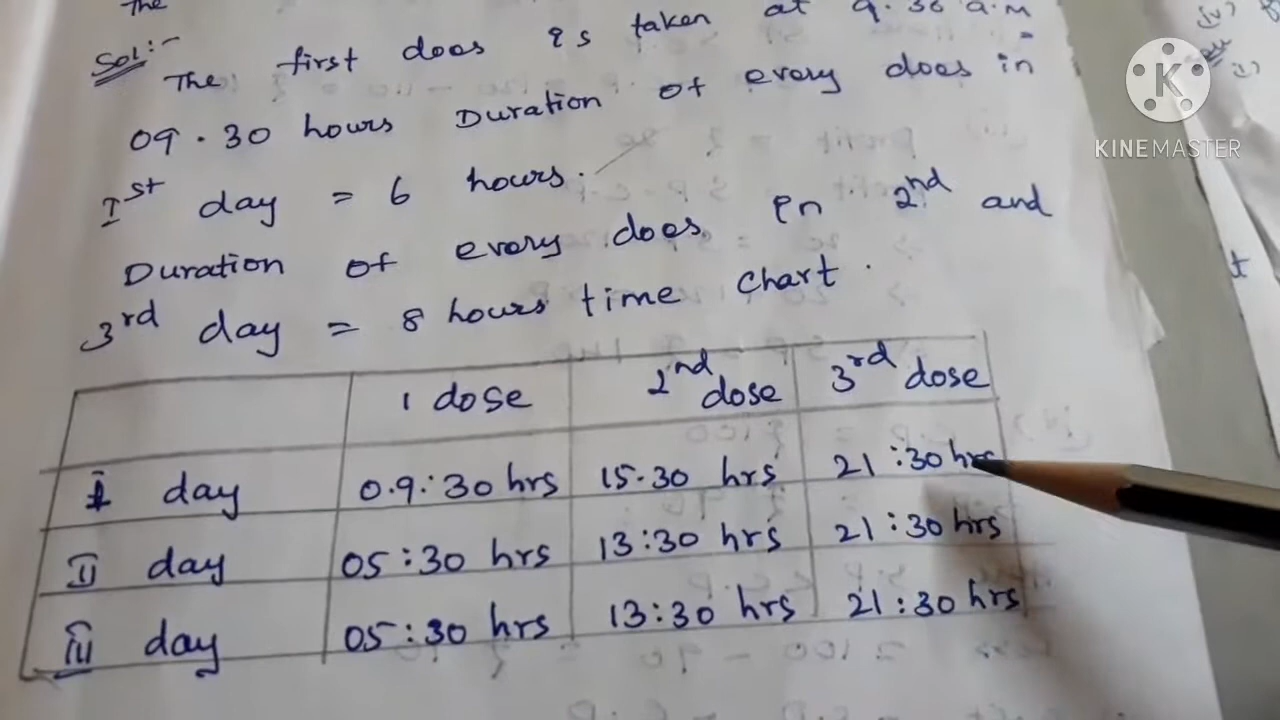 The
Sol:- The first does is taken at 9.30 a.m
09.30 hours Duration of every does in
Ist day = 6 hours.
Duration of every does in 2nd and
3rd day = 8 hours time chart.
1 dose 2nd dose 3rd dose
I day 0.9:30 hrs 15.30 hrs 21:30 hrs
II day 05:30 hrs 13:30 hrs 21:30 hrs
III day 05:30 hrs 13:30 hrs 21:30 hrs
K
KINEMASTER